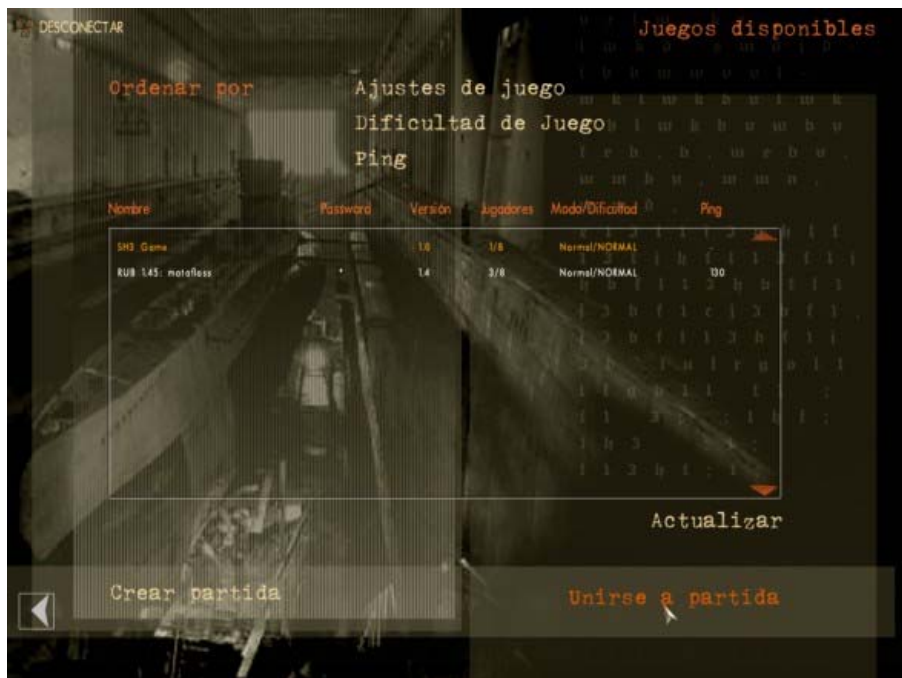 DESCONECTAR
Juegos disponibles
Ordenar por
Ajustes de juego
Dificultad de Juego
Ping
Nombre Password Versión Jugadores Modo/Dificultad Ping
SH3 Game 1.0 1/8 Normal/NORMAL -
RUB 1.45: motofloss * 1.4 3/8 Normal/NORMAL 130
Actualizar
Crear partida
Unirse a partida